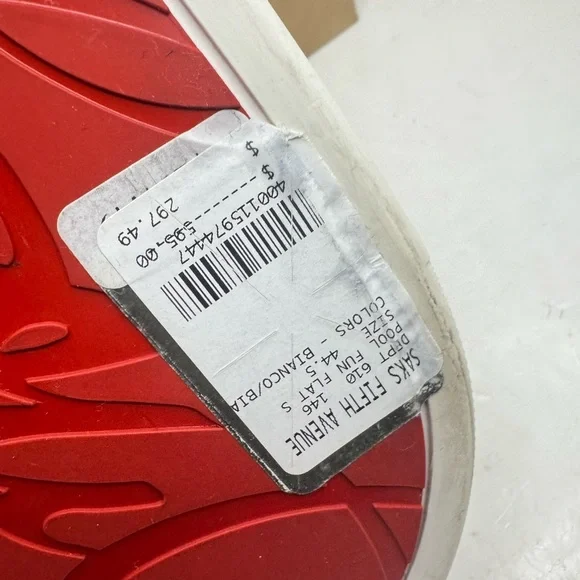 SAKS FIFTH AVENUE
DEPT 610 146
POOL FUN FLAT S
SIZE 44.5
COLORS - BIANCO/BIA
400115974447
$ 595.00
$ 297.49